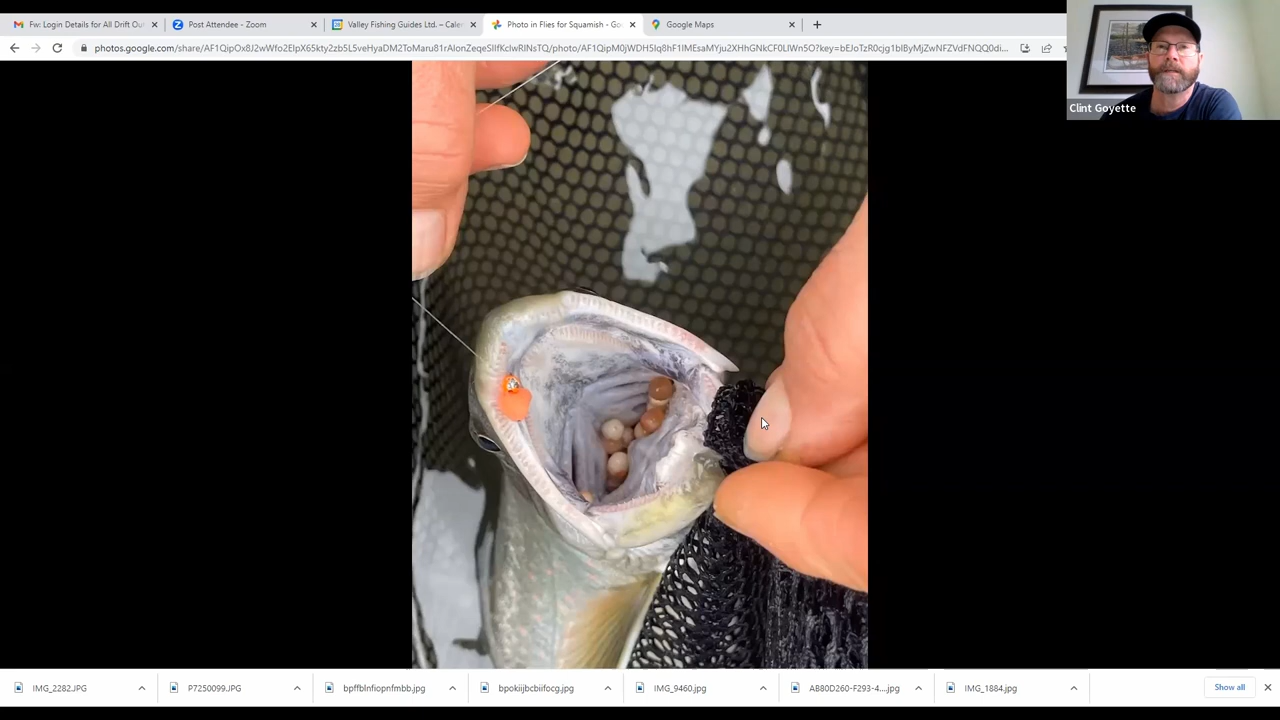 Fw: Login Details for All Drift Ou
Post Attendee - Zoom
Valley Fishing Guides Ltd. – Cale
Photo in Flies for Squamish - Go
Google Maps
Clint Goyette
IMG_2282.JPG
P7250099.JPG
bpffblnfiopnfmbb.jpg
bpokiijbcbiifocg.jpg
IMG_9460.jpg
AB80D260-F293-4....jpg
IMG_1884.jpg
Show all